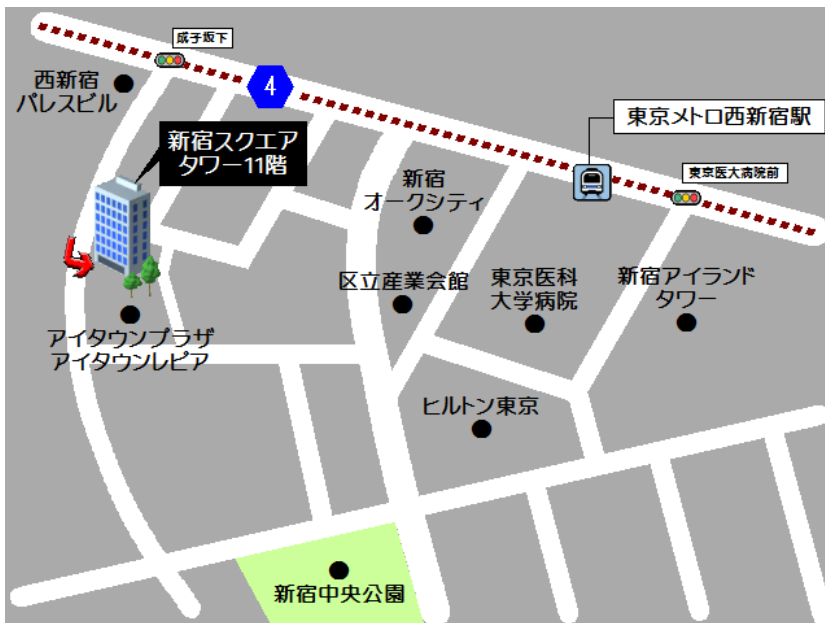 成子坂下
西新宿
パレスビル
4
新宿スクエア
タワー11階
東京メトロ西新宿駅
東京医大病院前
新宿
オークシティ
区立産業会館
東京医科
大学病院
新宿アイランド
タワー
アイタウンプラザ
アイタウンレピア
ヒルトン東京
新宿中央公園